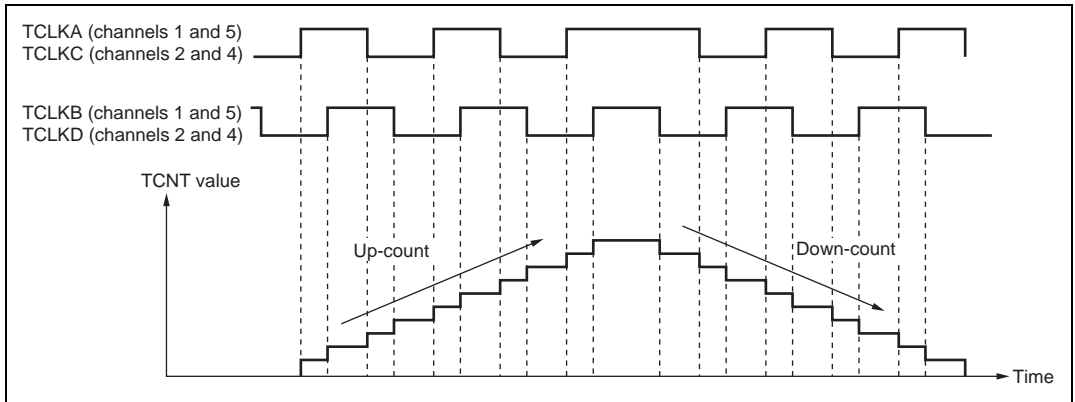 TCLKA (channels 1 and 5)
TCLKC (channels 2 and 4)
TCLKB (channels 1 and 5)
TCLKD (channels 2 and 4)
TCNT value
Up-count
Down-count
Time